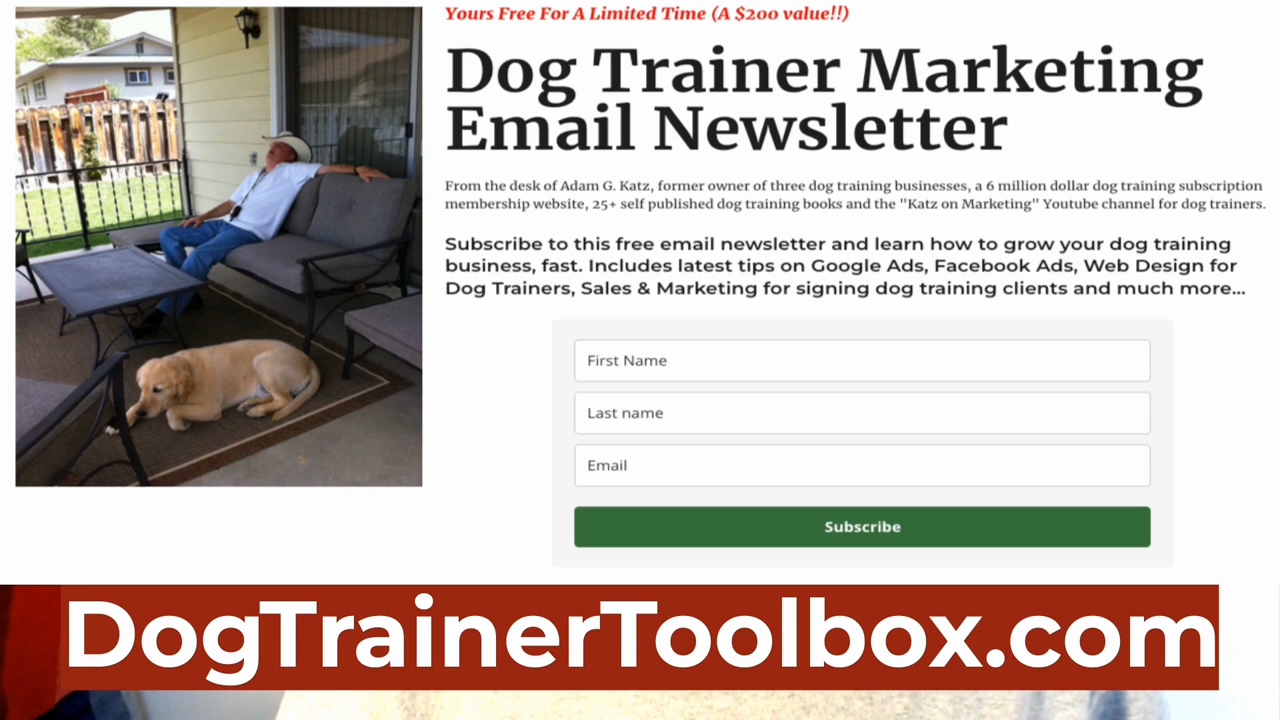 Yours Free For A Limited Time (A $200 value!!)
Dog Trainer Marketing
Email Newsletter
From the desk of Adam G. Katz, former owner of three dog training businesses, a 6 million dollar dog training subscription
membership website, 25+ self published dog training books and the "Katz on Marketing" Youtube channel for dog trainers.
Subscribe to this free email newsletter and learn how to grow your dog training
business, fast. Includes latest tips on Google Ads, Facebook Ads, Web Design for
Dog Trainers, Sales & Marketing for signing dog training clients and much more...
First Name
Last name
Email
Subscribe
DogTrainerToolbox.com